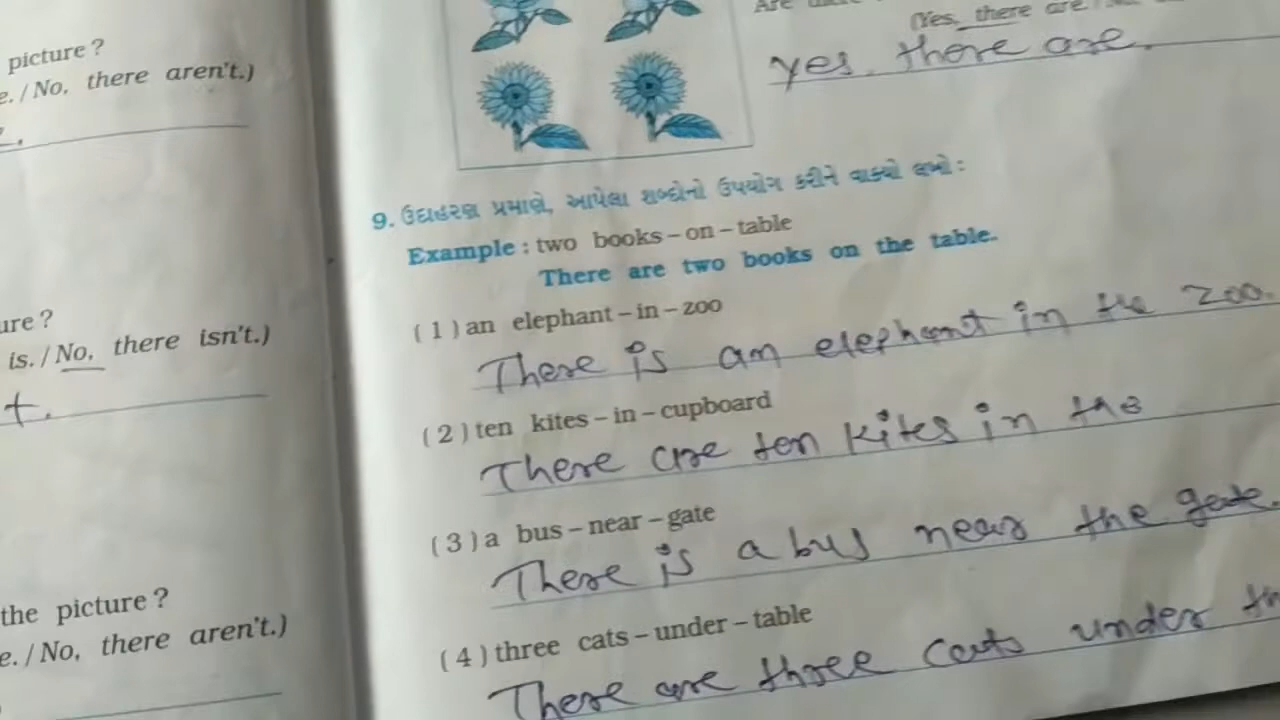 picture ?
e. / No, there aren't.)
ure ?
is. / No, there isn't.)
t.
the picture ?
e. / No, there aren't.)
(Yes, there are
yes. there are.
9. ઉદાહરણ પ્રમાણે, આપેલા શબ્દોનો ઉપયોગ કરીને વાક્યો લખો :
Example : two books – on – table
There are two books on the table.
( 1 ) an elephant – in – zoo
There is an elephant in the zoo.
( 2 ) ten kites – in – cupboard
There are ten kites in the
( 3 ) a bus – near – gate
There is a bus near the gate.
( 4 ) three cats – under – table
There are three cats under th